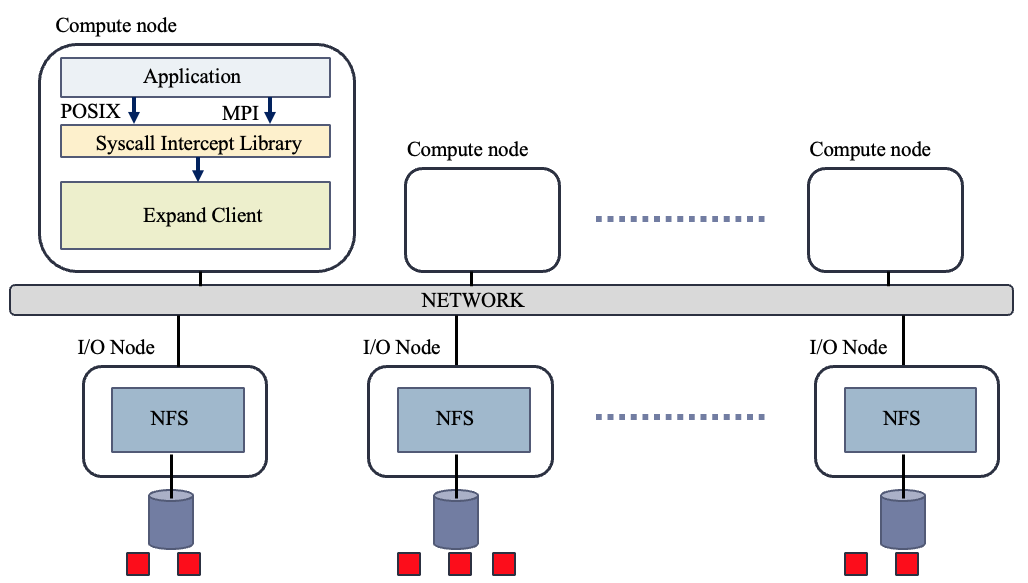 Compute node
Application
POSIX
MPI
Syscall Intercept Library
Expand Client
Compute node
Compute node
NETWORK
I/O Node
I/O Node
I/O Node
NFS
NFS
NFS